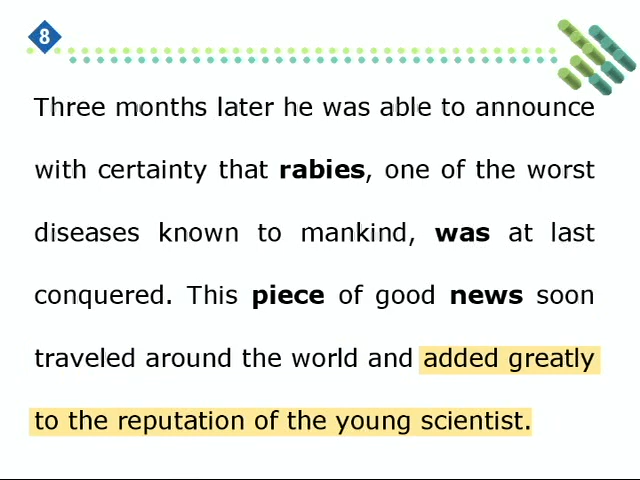 8
Three months later he was able to announce
with certainty that rabies, one of the worst
diseases known to mankind, was at last
conquered. This piece of good news soon
traveled around the world and added greatly
to the reputation of the young scientist.